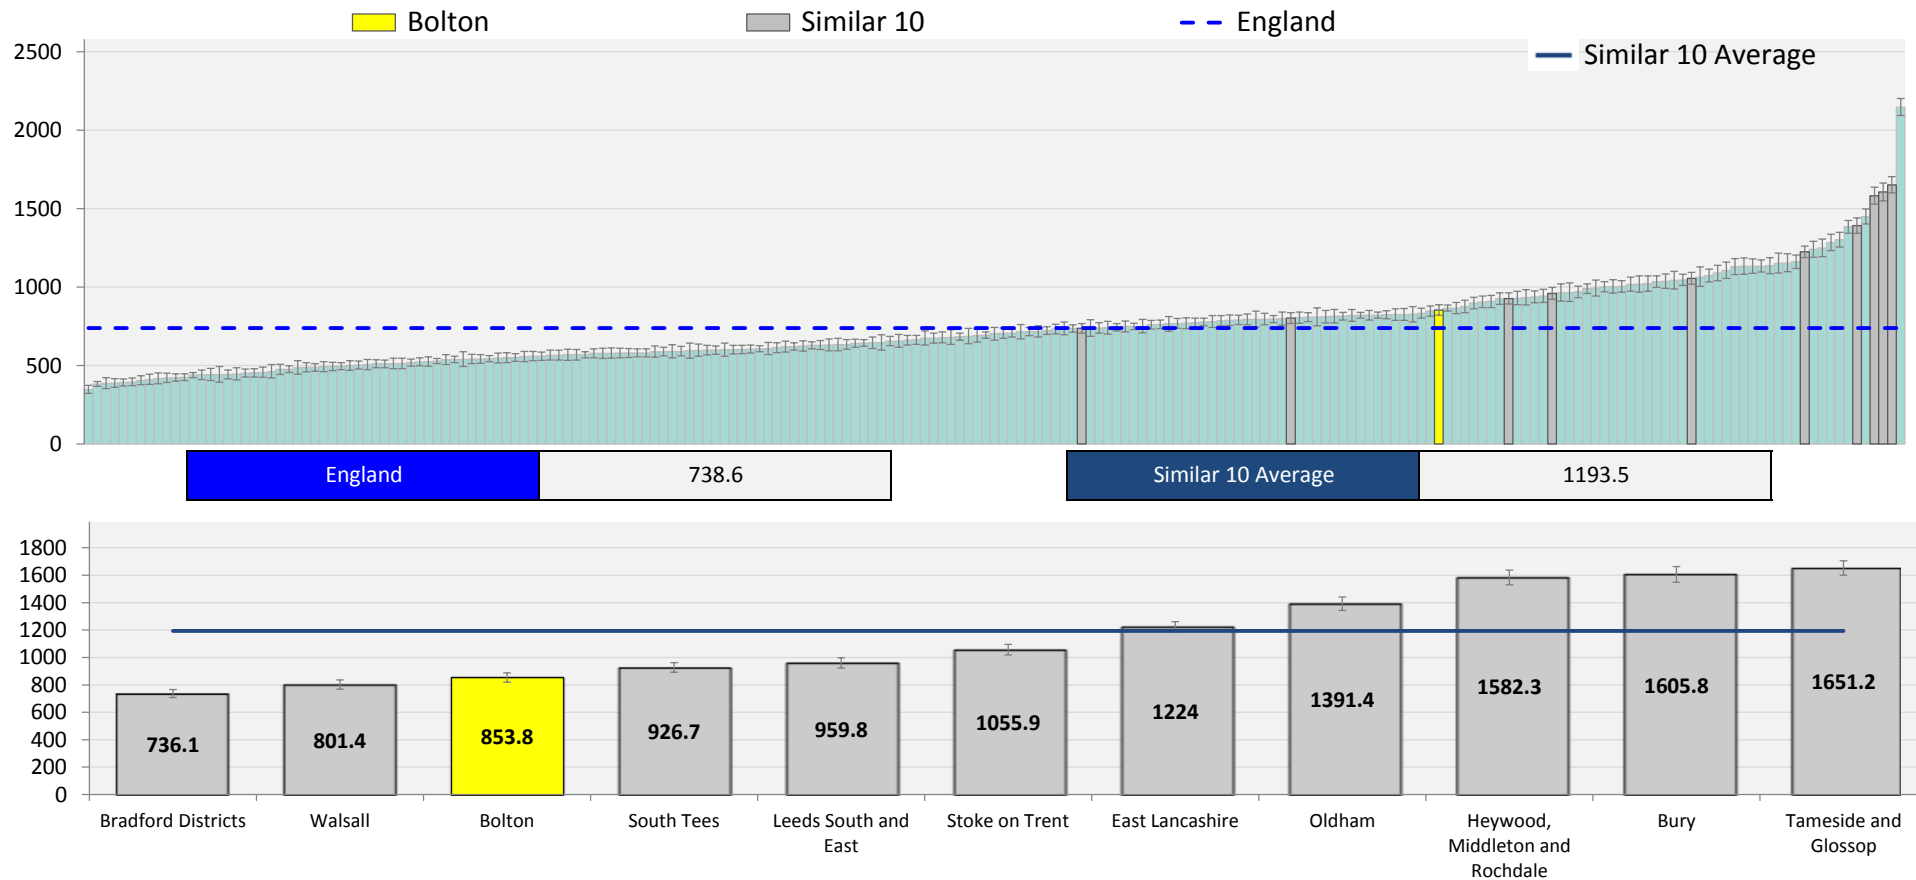 Bolton
Similar 10
England
Similar 10 Average
2500
2000
1500
1000
500
0
England
738.6
Similar 10 Average
1193.5
1800
1600
1400
1200
1000
800
600
400
200
0
736.1
801.4
853.8
926.7
959.8
1055.9
1224
1391.4
1582.3
1605.8
1651.2
Bradford Districts
Walsall
Bolton
South Tees
Leeds South and
East
Stoke on Trent
East Lancashire
Oldham
Heywood,
Middleton and
Rochdale
Bury
Tameside and
Glossop